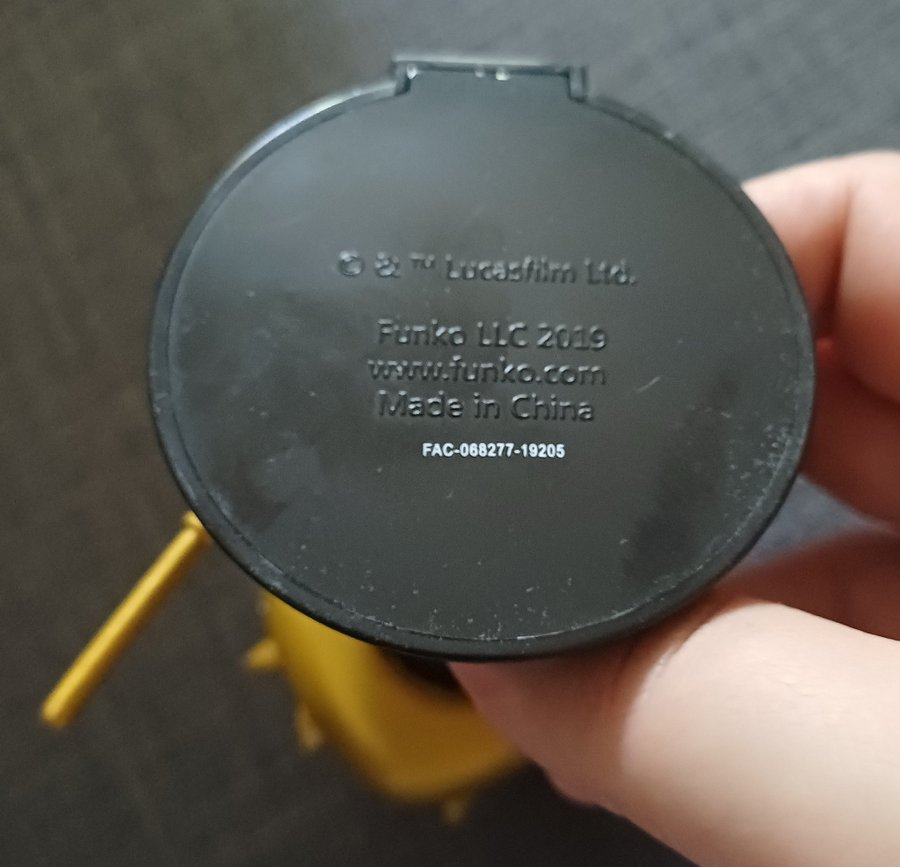 © & ™ Lucasfilm Ltd.
Funko LLC 2019
www.funko.com
Made in China
FAC-068277-19205